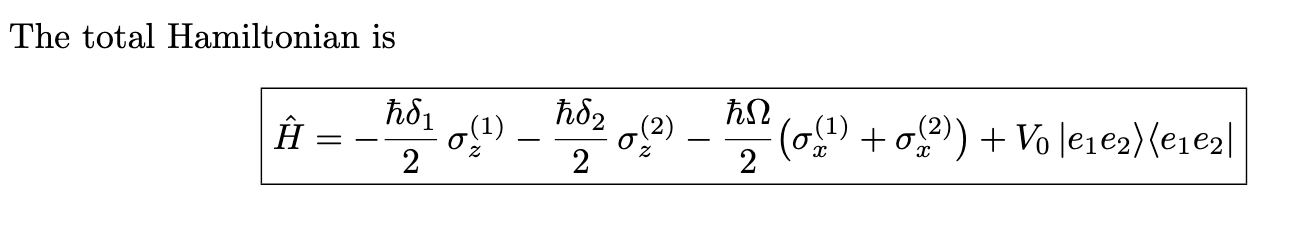 The total Hamiltonian is
Ĥ = −ħδ₁/2 σ_z^(1) − ħδ₂/2 σ_z^(2) − ħΩ/2 (σ_x^(1) + σ_x^(2)) + V₀ |e₁e₂⟩⟨e₁e₂|